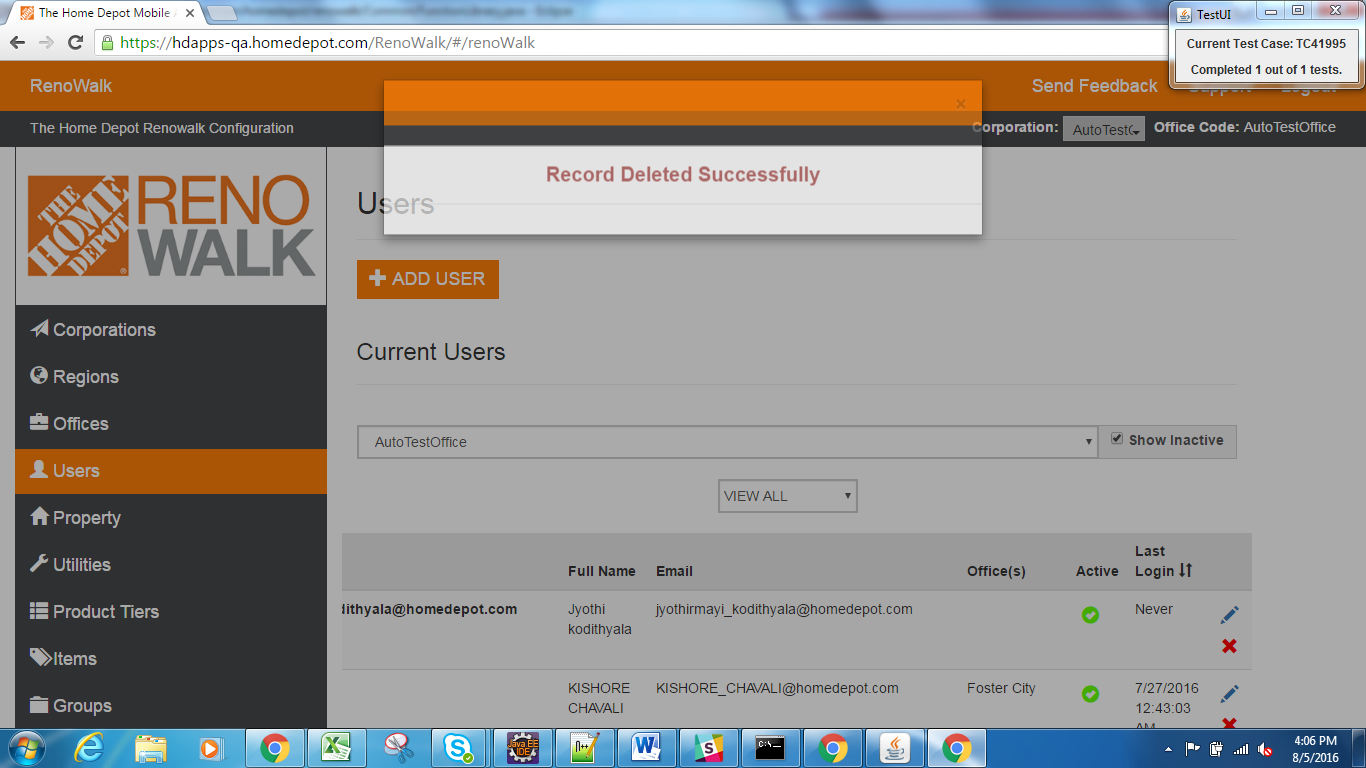 The Home Depot Mobile
TestUI
https://hdapps-qa.homedepot.com/RenoWalk/#/renoWalk
Current Test Case: TC41995
Completed 1 out of 1 tests.
RenoWalk
Send Feedback
Support
Logout
×
The Home Depot Renowalk Configuration
Corporation:
AutoTest
Office Code: AutoTestOffice
Record Deleted Successfully
THE HOME DEPOT
RENO
WALK
Users
ADD USER
Corporations
Current Users
Regions
Offices
AutoTestOffice
Show Inactive
Users
VIEW ALL
Property
Utilities
Full Name
Email
Office(s)
Active
Last
Login
Product Tiers
dithyala@homedepot.com
Jyothi
kodithyala
jyothirmayi_kodithyala@homedepot.com
Never
Items
KISHORE
CHAVALI
KISHORE_CHAVALI@homedepot.com
Foster City
7/27/2016
12:43:03
AM
Groups
Java EE
IDE
4:06 PM
8/5/2016